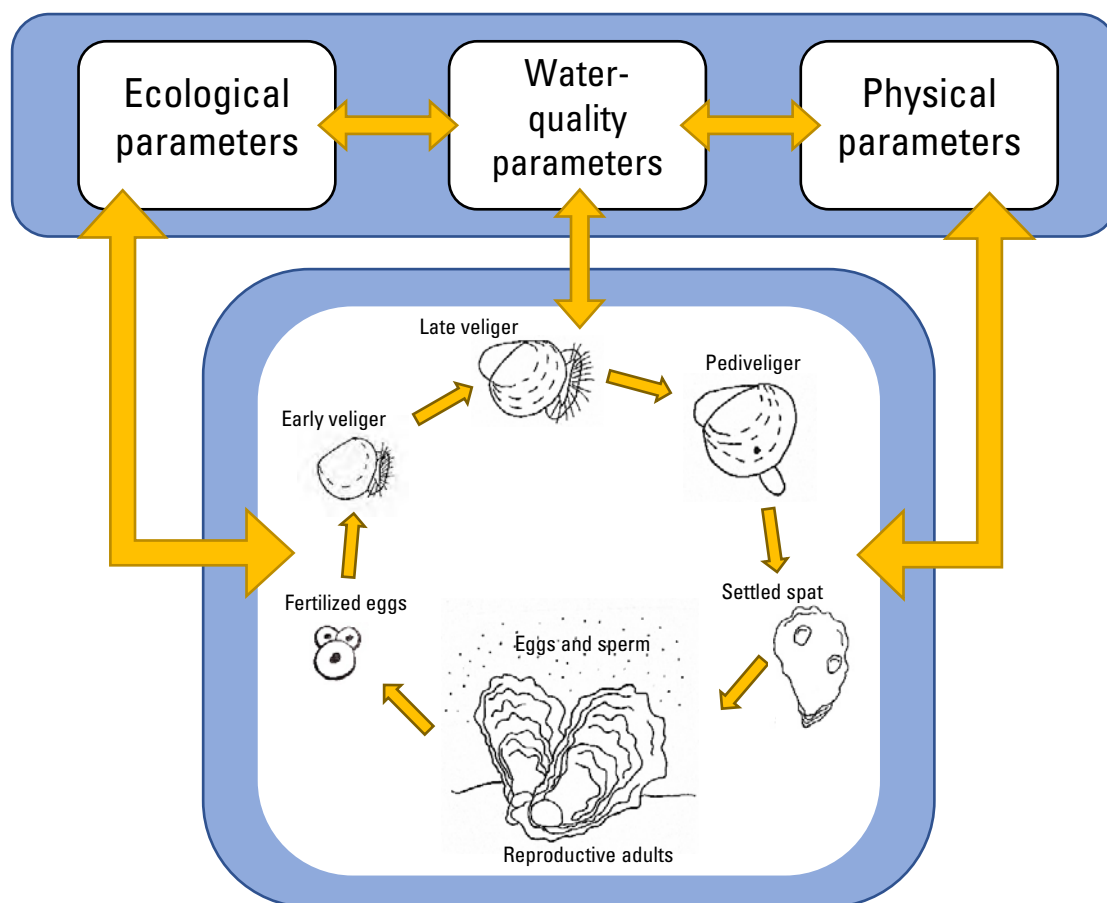 Ecological
parameters
Water-
quality
parameters
Physical
parameters
Late veliger
Pediveliger
Early veliger
Settled spat
Fertilized eggs
Eggs and sperm
Reproductive adults